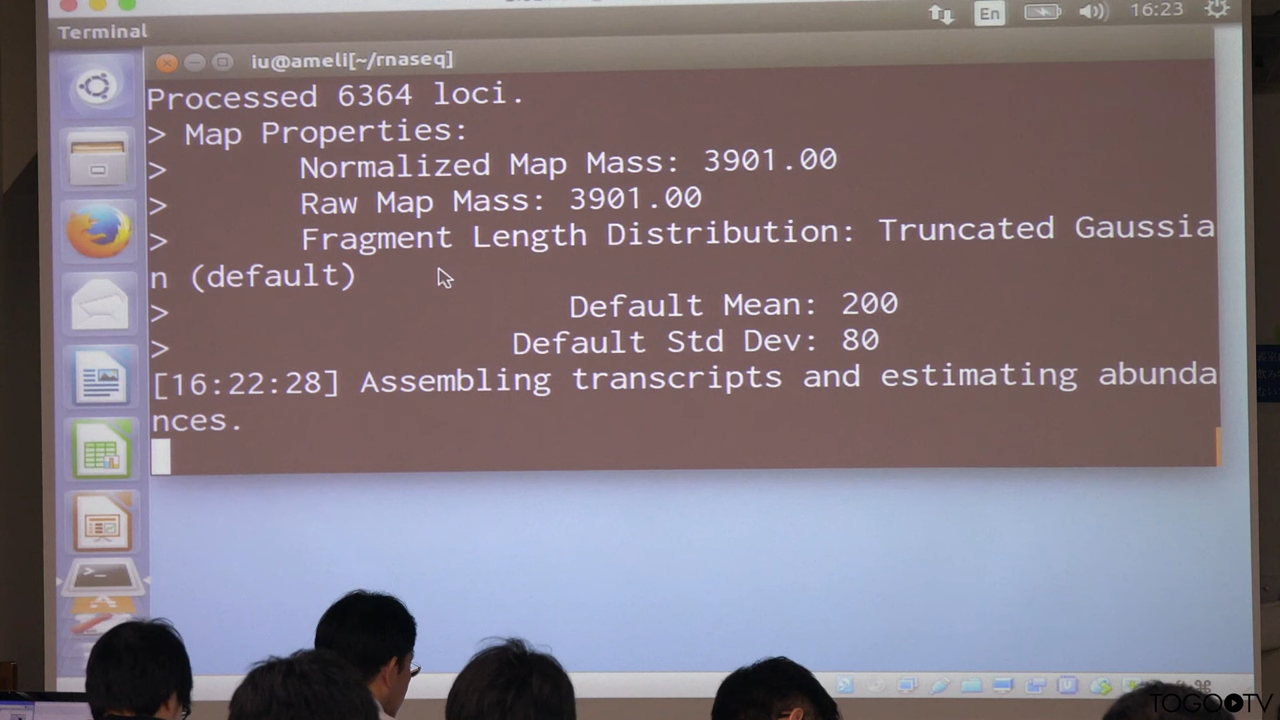 En
16:23
Terminal
iu@ameli[~/rnaseq]
Processed 6364 loci.
> Map Properties:
> Normalized Map Mass: 3901.00
> Raw Map Mass: 3901.00
> Fragment Length Distribution: Truncated Gaussia
n (default)
> Default Mean: 200
> Default Std Dev: 80
[16:22:28] Assembling transcripts and estimating abunda
nces.
TOGOTV